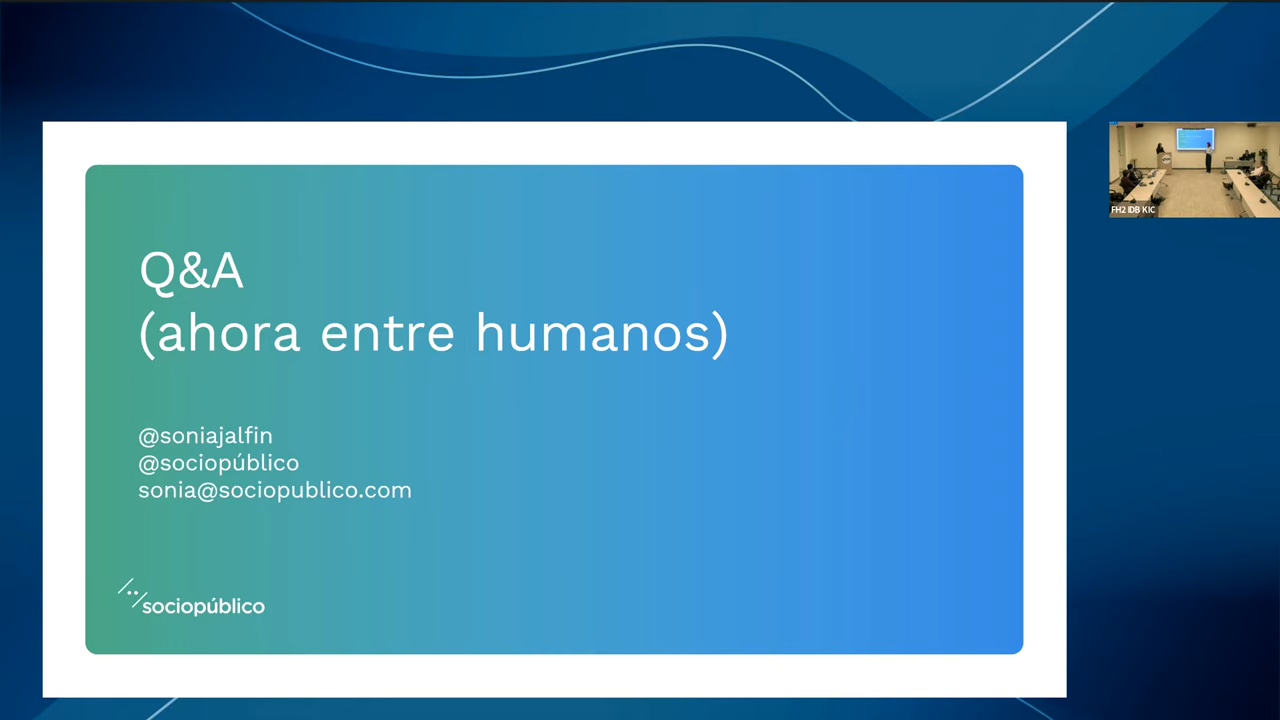 Q&A
(ahora entre humanos)
@soniajalfin
@sociopúblico
sonia@sociopublico.com
sociopúblico
FH2 IDB KIC